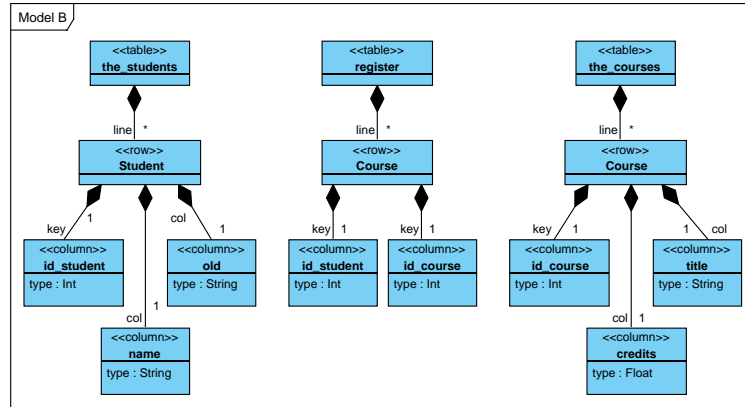 Model B
<<table>>
the_students
line *
<<row>>
Student
key 1
col 1
<<column>>
id_student
type : Int
<<column>>
old
type : String
col 1
<<column>>
name
type : String
<<table>>
register
line *
<<row>>
Course
key 1
key 1
<<column>>
id_student
type : Int
<<column>>
id_course
type : Int
<<table>>
the_courses
line *
<<row>>
Course
key 1
1 col
<<column>>
id_course
type : Int
<<column>>
title
type : String
col 1
<<column>>
credits
type : Float